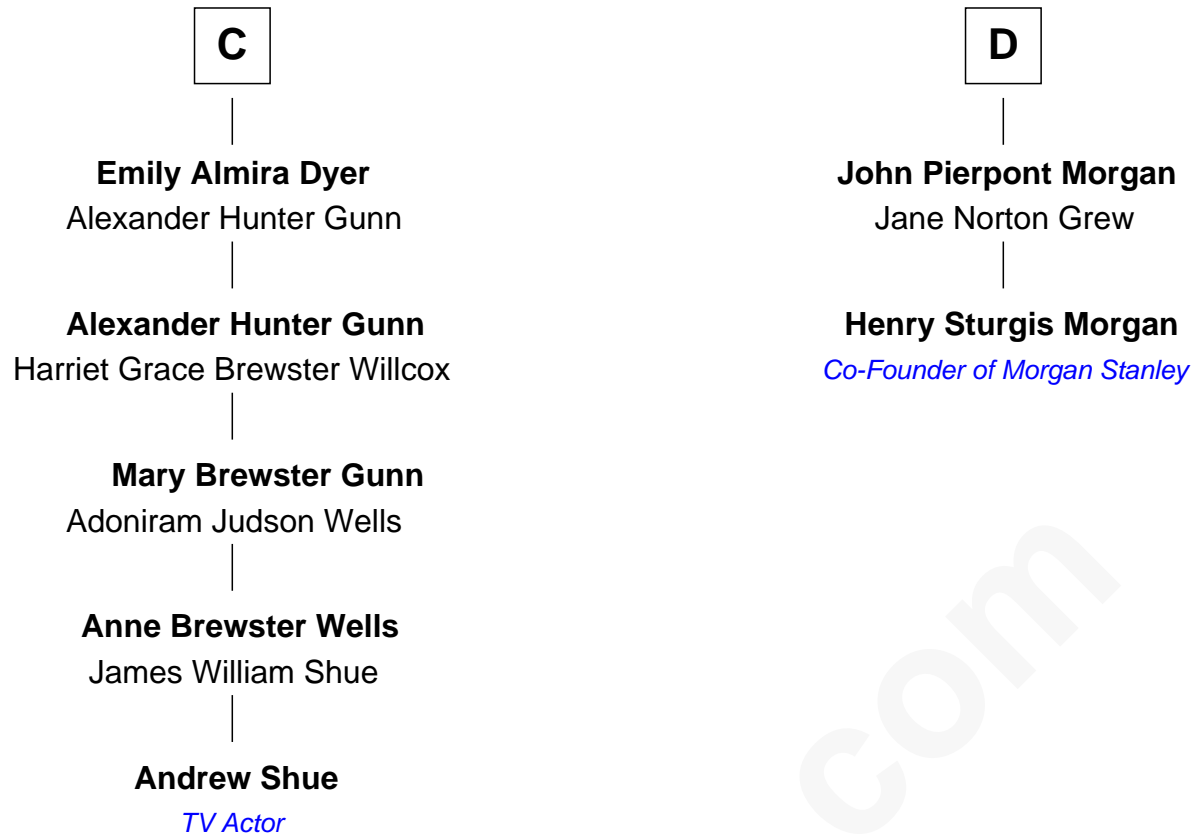 C
Emily Almira Dyer
Alexander Hunter Gunn
Alexander Hunter Gunn
Harriet Grace Brewster Willcox
Mary Brewster Gunn
Adoniram Judson Wells
Anne Brewster Wells
James William Shue
Andrew Shue
TV Actor
D
John Pierpont Morgan
Jane Norton Grew
Henry Sturgis Morgan
Co-Founder of Morgan Stanley
com